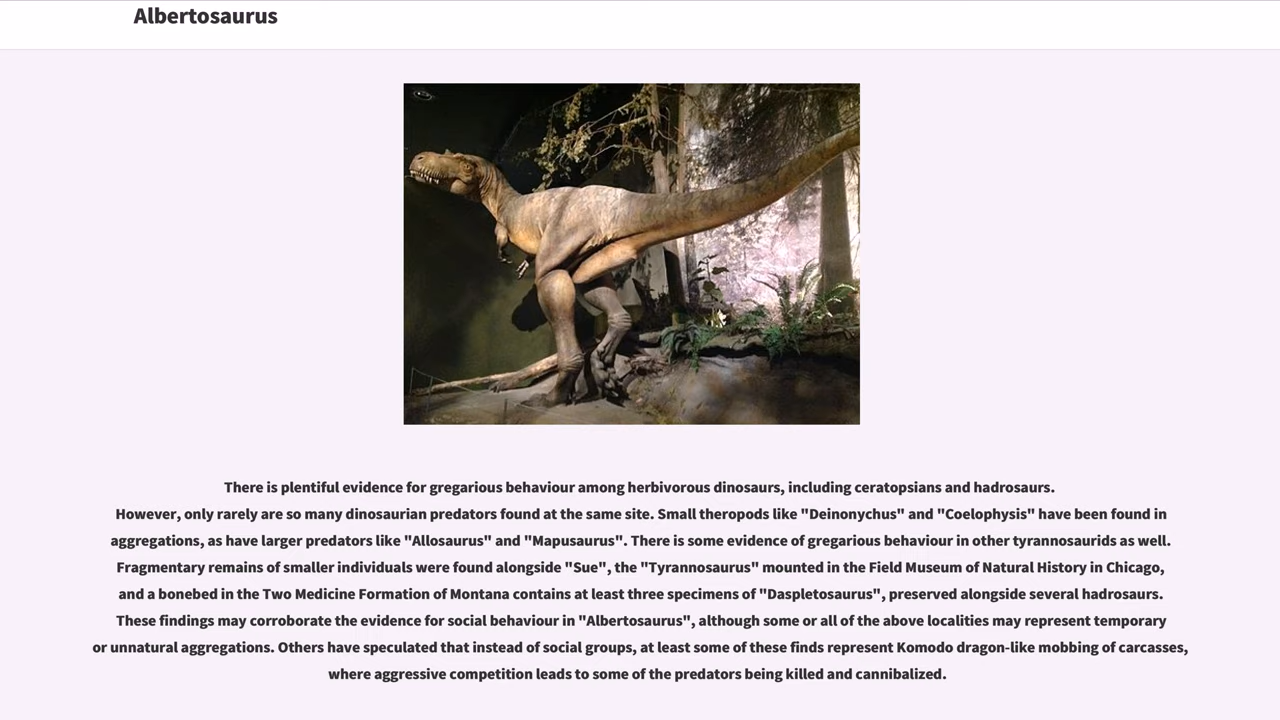 Albertosaurus
There is plentiful evidence for gregarious behaviour among herbivorous dinosaurs, including ceratopsians and hadrosaurs.
However, only rarely are so many dinosaurian predators found at the same site. Small theropods like "Deinonychus" and "Coelophysis" have been found in
aggregations, as have larger predators like "Allosaurus" and "Mapusaurus". There is some evidence of gregarious behaviour in other tyrannosaurids as well.
Fragmentary remains of smaller individuals were found alongside "Sue", the "Tyrannosaurus" mounted in the Field Museum of Natural History in Chicago,
and a bonebed in the Two Medicine Formation of Montana contains at least three specimens of "Daspletosaurus", preserved alongside several hadrosaurs.
These findings may corroborate the evidence for social behaviour in "Albertosaurus", although some or all of the above localities may represent temporary
or unnatural aggregations. Others have speculated that instead of social groups, at least some of these finds represent Komodo dragon-like mobbing of carcasses,
where aggressive competition leads to some of the predators being killed and cannibalized.